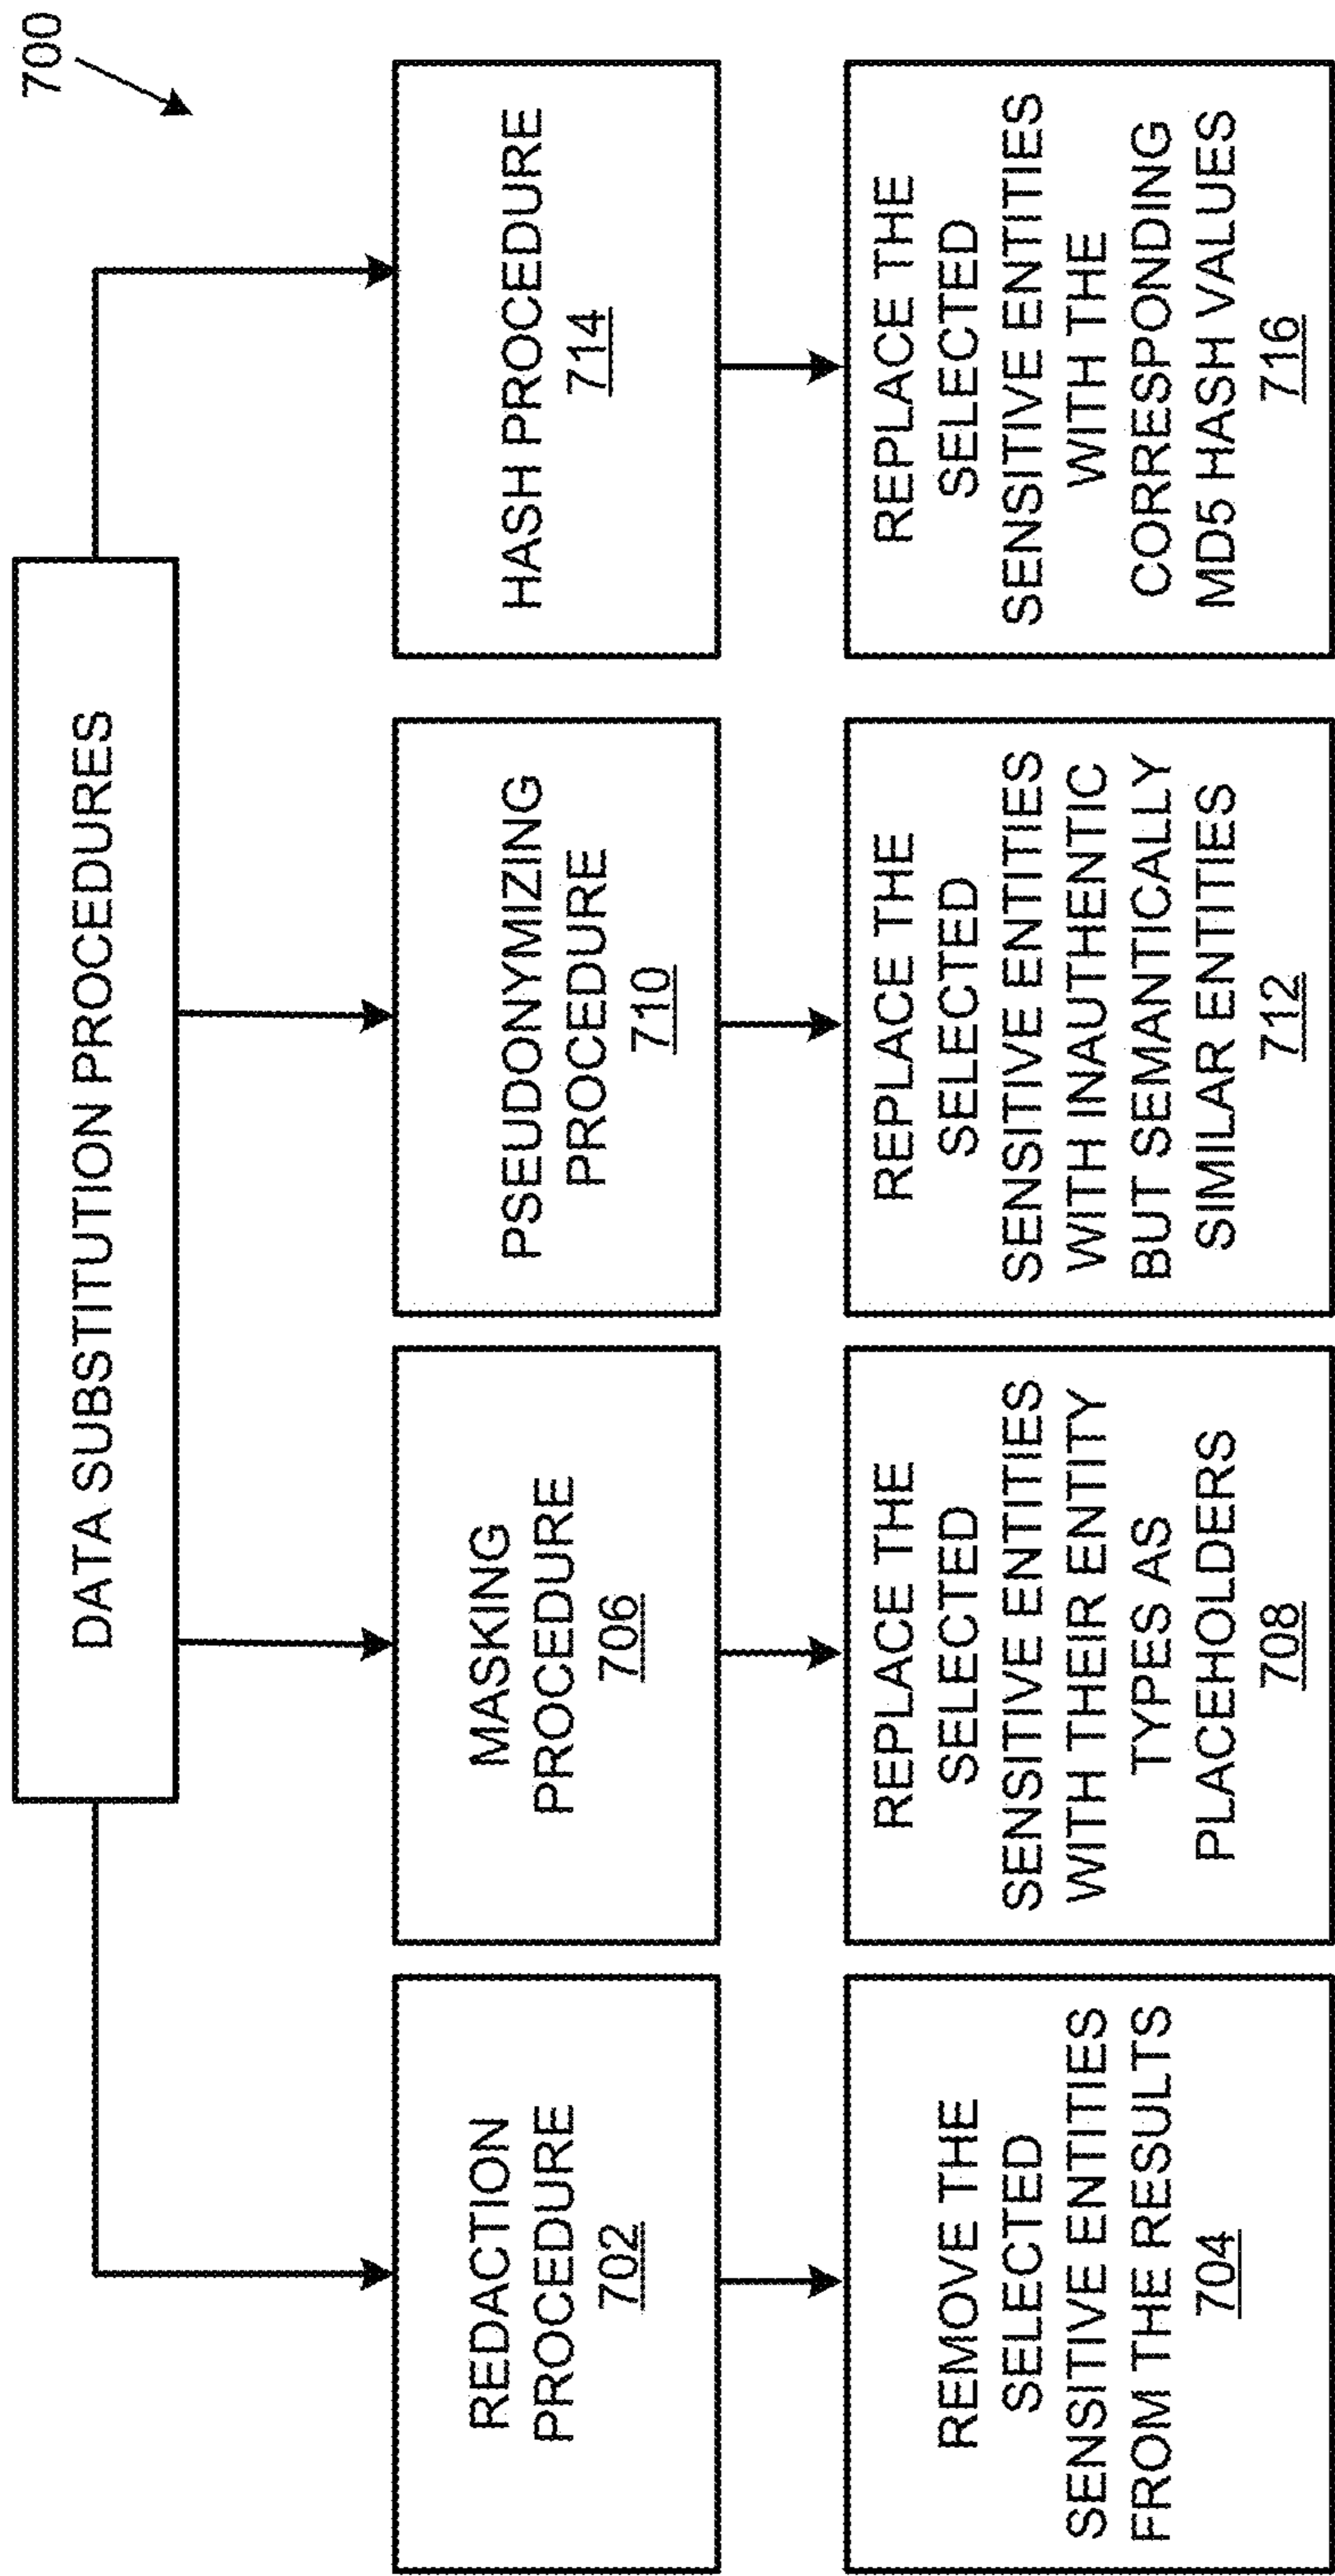 700
DATA SUBSTITUTION PROCEDURES
REDACTION
PROCEDURE
702
REMOVE THE
SELECTED
SENSITIVE ENTITIES
FROM THE RESULTS
704
MASKING
PROCEDURE
706
REPLACE THE
SELECTED
SENSITIVE ENTITIES
WITH THEIR ENTITY
TYPES AS
PLACEHOLDERS
708
PSEUDONYMIZING
PROCEDURE
710
REPLACE THE
SELECTED
SENSITIVE ENTITIES
WITH INAUTHENTIC
BUT SEMANTICALLY
SIMILAR ENTITIES
712
HASH PROCEDURE
714
REPLACE THE
SELECTED
SENSITIVE ENTITIES
WITH THE
CORRESPONDING
MD5 HASH VALUES
716